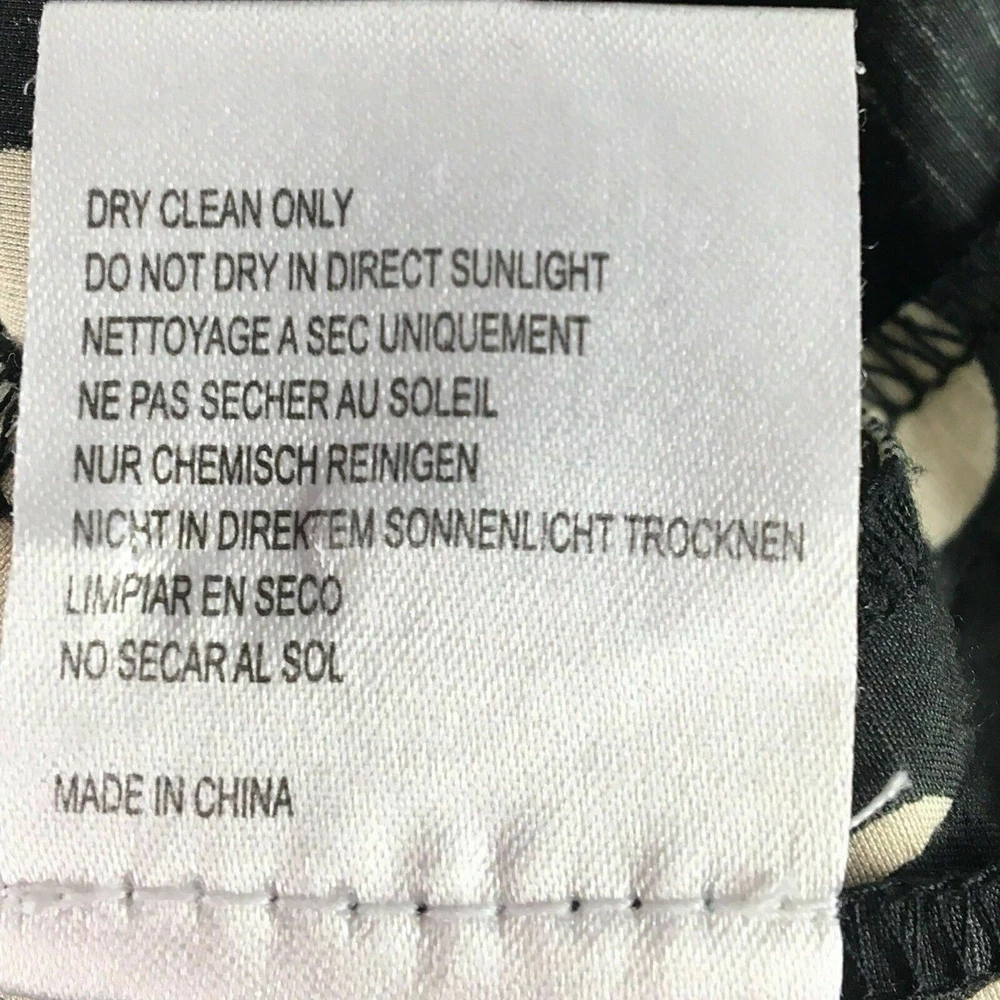 DRY CLEAN ONLY
DO NOT DRY IN DIRECT SUNLIGHT
NETTOYAGE A SEC UNIQUEMENT
NE PAS SECHER AU SOLEIL
NUR CHEMISCH REINIGEN
NICHT IN DIREKTEM SONNENLICHT TROCKNEN
LIMPIAR EN SECO
NO SECAR AL SOL
MADE IN CHINA